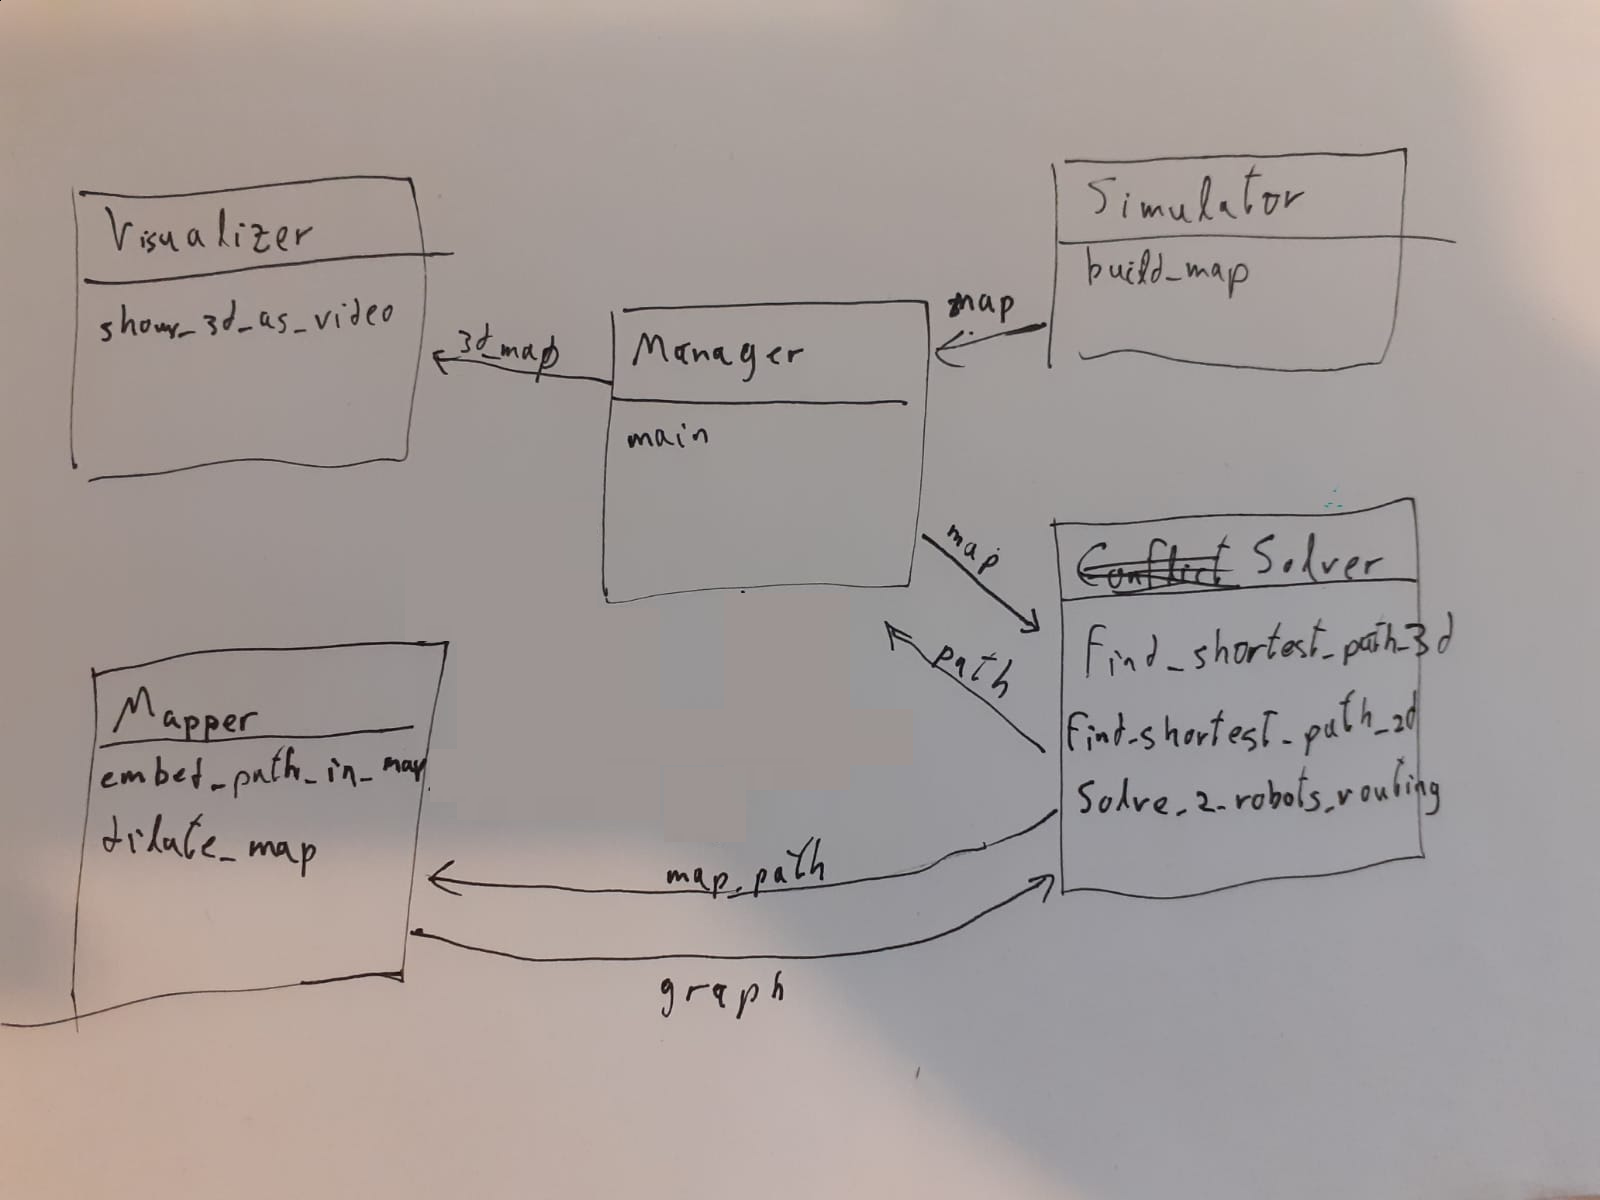 Visualizer
show_3d_as_video
3d_map
Manager
main
map
Simulator
build_map
map
path
Conflict Solver
find_shortest_path_3d
find_shortest_path_2d
solve_2_robots_routing
Mapper
embed_path_in_map
dilate_map
map, path
graph